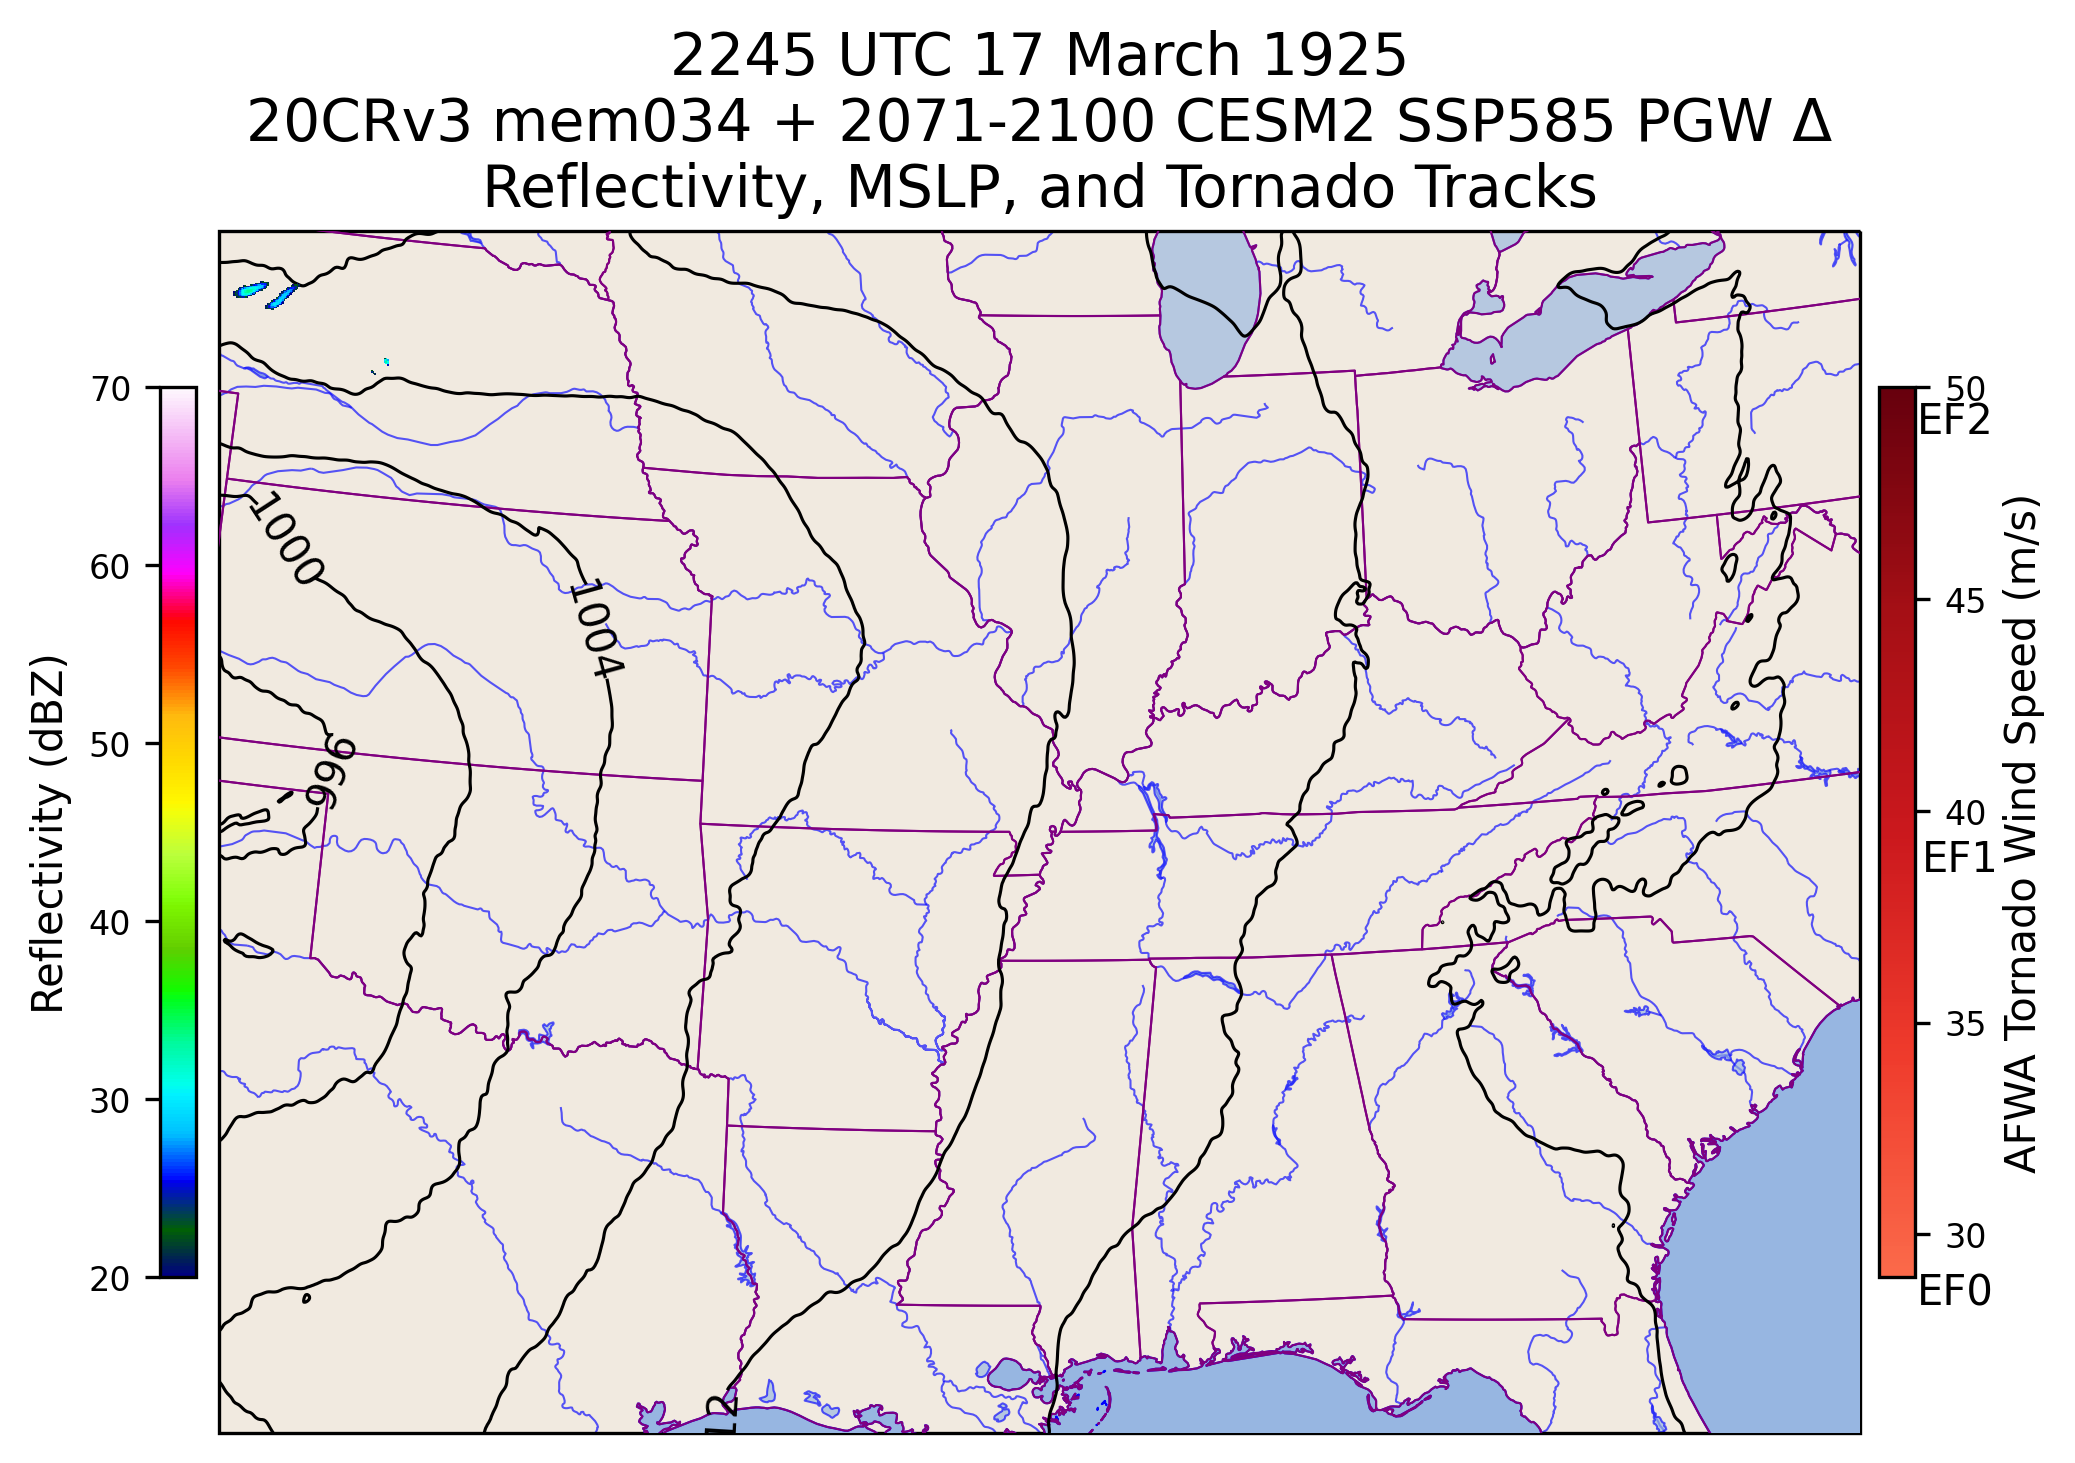 2245 UTC 17 March 1925
20CRv3 mem034 + 2071-2100 CESM2 SSP585 PGW Δ
Reflectivity, MSLP, and Tornado Tracks
Reflectivity (dBZ)
70
60
50
40
30
20
1000
1004
996
12
50
EF2
45
40
EF1
35
30
EF0
AFWA Tornado Wind Speed (m/s)